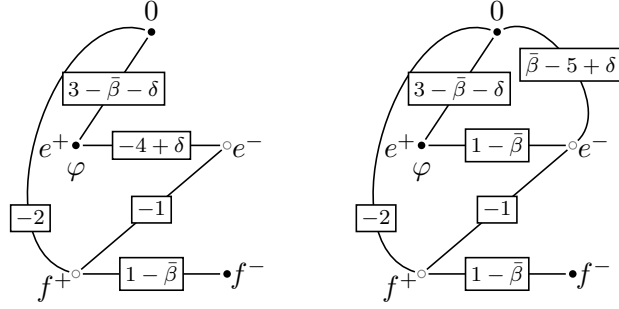 0 0
3 − β̄ − δ 3 − β̄ − δ β̄ − 5 + δ
e⁺ −4 + δ e⁻ e⁺ 1 − β̄ e⁻
φ φ
−2 −1 −2 −1
f⁺ 1 − β̄ f⁻ f⁺ 1 − β̄ f⁻